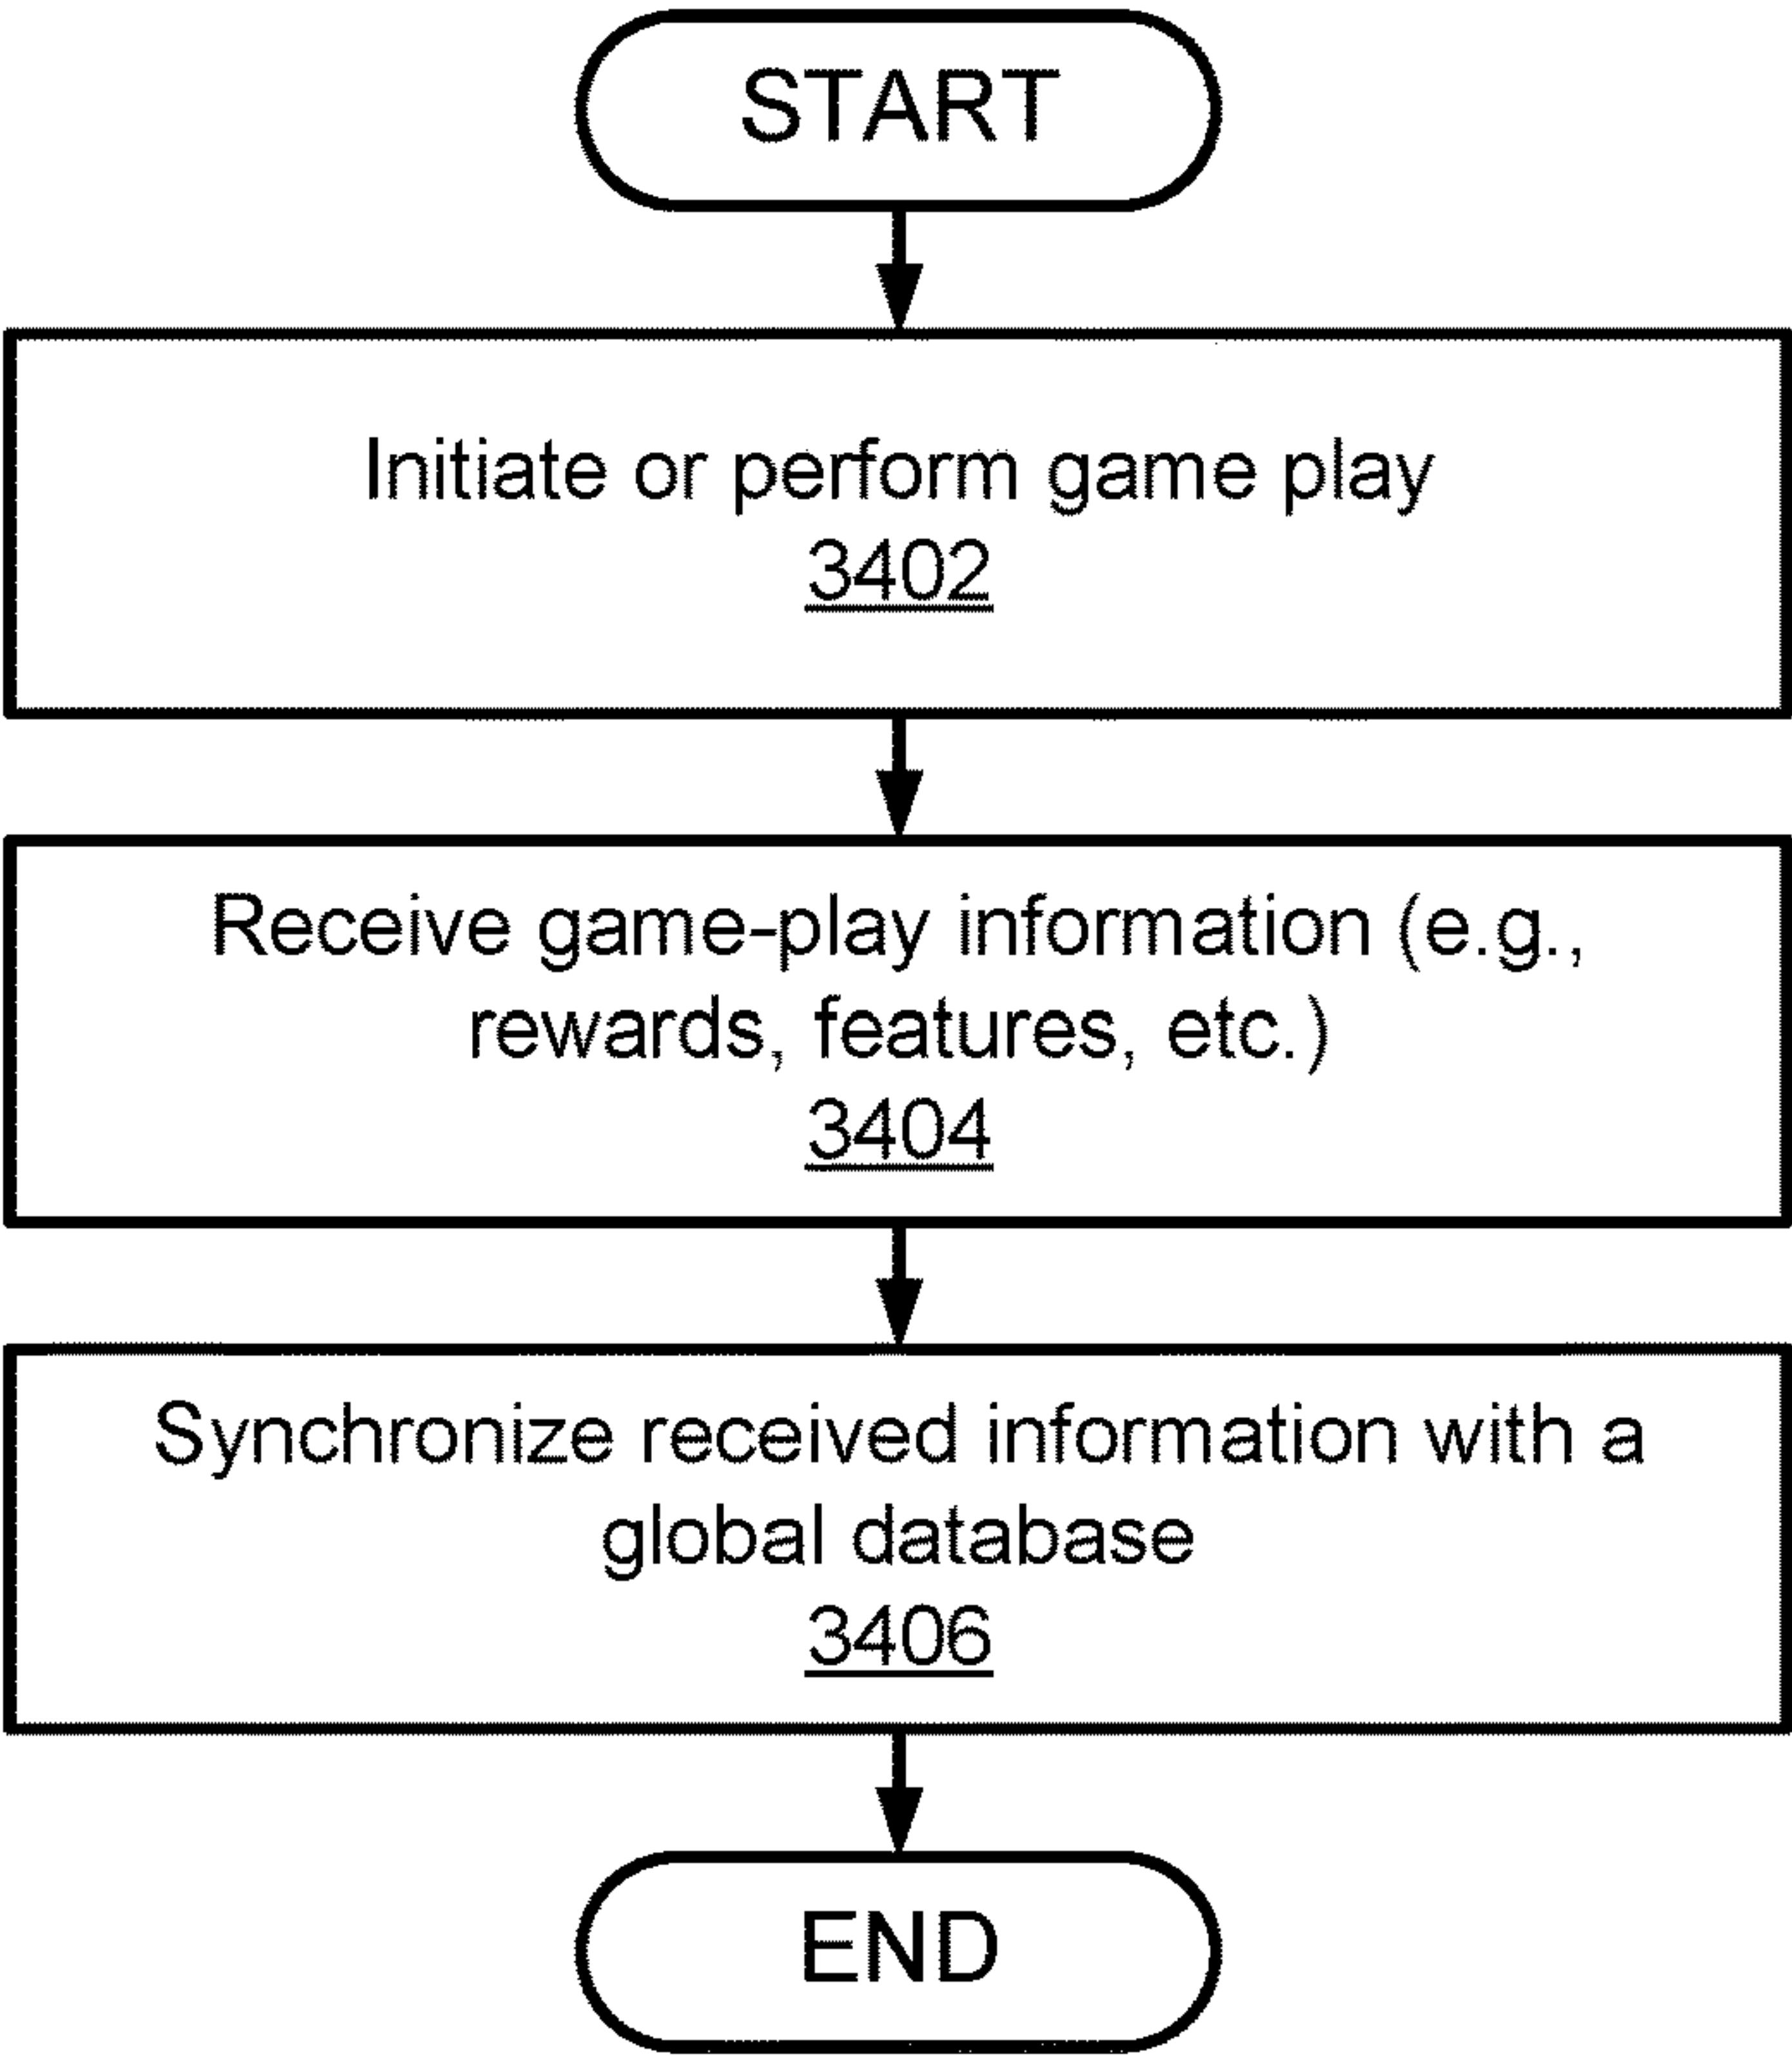 START
Initiate or perform game play
3402
Receive game-play information (e.g.,
rewards, features, etc.)
3404
Synchronize received information with a
global database
3406
END